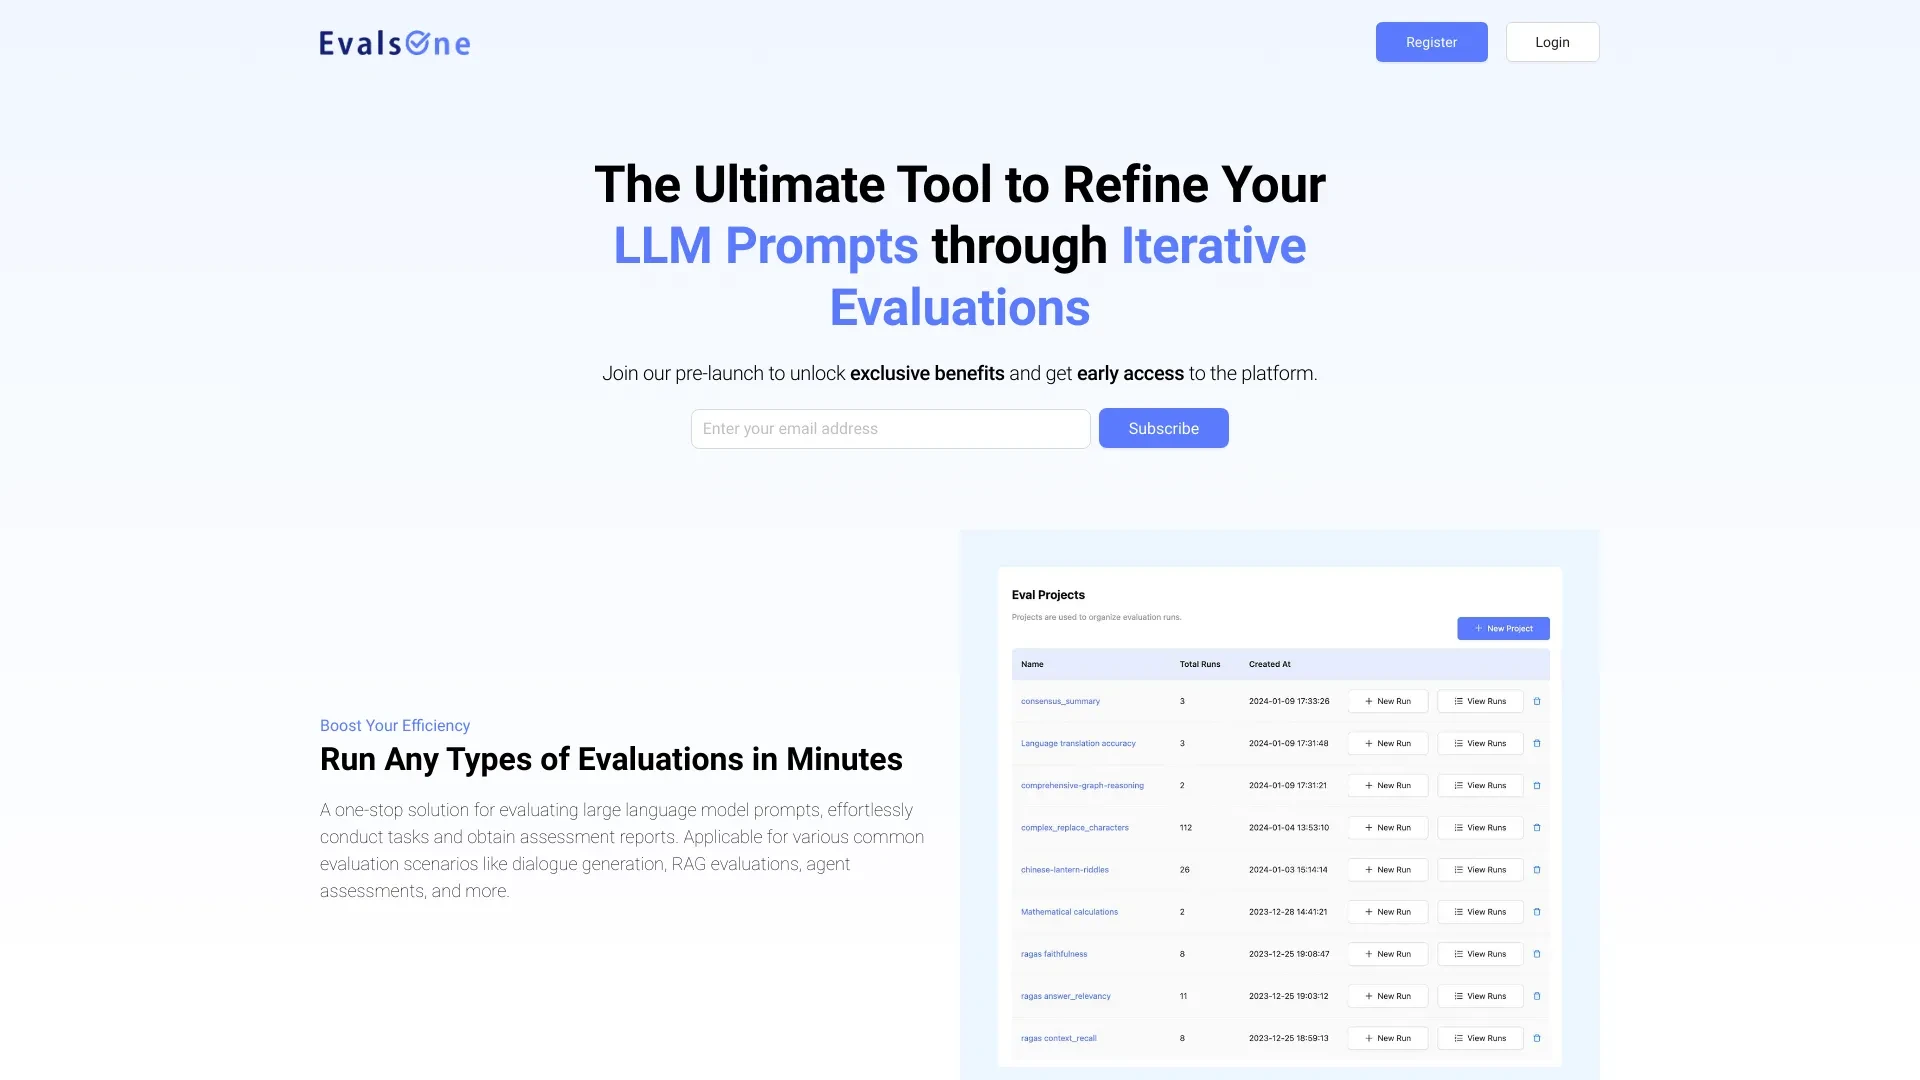 EvalsOne
Register
Login
The Ultimate Tool to Refine Your
LLM Prompts through Iterative
Evaluations
Join our pre-launch to unlock exclusive benefits and get early access to the platform.
Enter your email address
Subscribe
Boost Your Efficiency
Run Any Types of Evaluations in Minutes
A one-stop solution for evaluating large language model prompts, effortlessly
conduct tasks and obtain assessment reports. Applicable for various common
evaluation scenarios like dialogue generation, RAG evaluations, agent
assessments, and more.
Eval Projects
Projects are used to organize evaluation runs.
+ New Project
Name Total Runs Created At
consensus_summary 3 2024-01-09 17:33:26 + New Run View Runs
Language translation accuracy 3 2024-01-09 17:31:48 + New Run View Runs
comprehensive-graph-reasoning 2 2024-01-09 17:31:21 + New Run View Runs
complex_replace_characters 112 2024-01-04 13:53:10 + New Run View Runs
chinese-lantern-riddles 26 2024-01-03 15:14:14 + New Run View Runs
Mathematical calculations 2 2023-12-28 14:41:21 + New Run View Runs
ragas faithfulness 8 2023-12-25 19:08:47 + New Run View Runs
ragas answer_relevancy 11 2023-12-25 19:03:12 + New Run View Runs
ragas context_recall 8 2023-12-25 18:59:13 + New Run View Runs